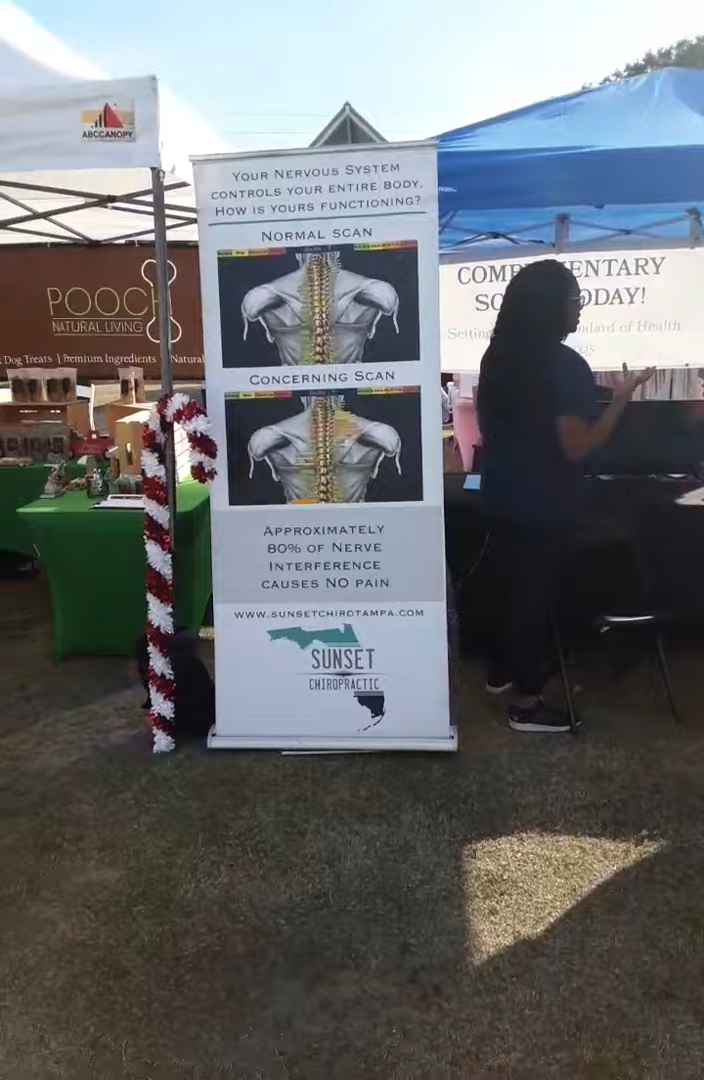 ABCCANOPY
YOUR NERVOUS SYSTEM
CONTROLS YOUR ENTIRE BODY.
HOW IS YOURS FUNCTIONING?
NORMAL SCAN
CONCERNING SCAN
APPROXIMATELY
80% OF NERVE
INTERFERENCE
CAUSES NO PAIN
WWW.SUNSETCHIROTAMPA.COM
SUNSET
CHIROPRACTIC
POOCH
NATURAL LIVING
Dog Treats | Premium Ingredients • Natural
COMP ENTARY
SC ODAY!
Setting ndard of Health